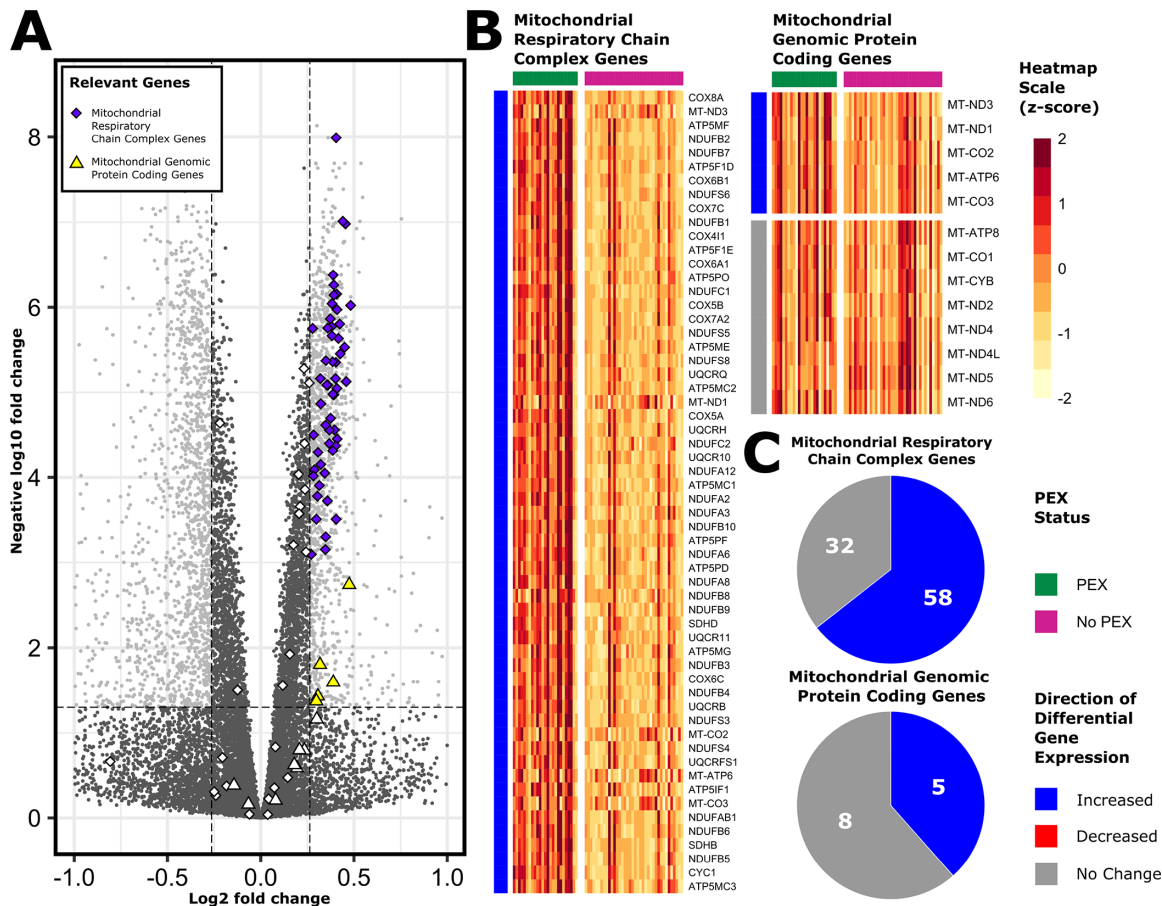 A
Relevant Genes
Mitochondrial
Respiratory
Chain Complex Genes
Mitochondrial Genomic
Protein Coding Genes
Negative log10 fold change
8
6
4
2
0
-1.0
-0.5
0.0
0.5
1.0
Log2 fold change
B
Mitochondrial
Respiratory Chain
Complex Genes
COX8A
MT-ND3
ATP5MF
NDUFB2
NDUFB7
ATP5F1D
COX6B1
NDUFS6
COX7C
NDUFB1
COX4I1
ATP5F1E
COX6A1
ATP5PO
NDUFC1
COX5B
COX7A2
NDUFS5
ATP5ME
NDUFS8
UQCRQ
ATP5MC2
MT-ND1
COX5A
UQCRH
NDUFC2
UQCR10
NDUFA12
ATP5MC1
NDUFA2
NDUFA3
NDUFB10
ATP5PF
NDUFA6
ATP5PD
NDUFA8
NDUFB8
NDUFB9
SDHD
UQCR11
ATP5MG
NDUFB3
COX6C
NDUFB4
UQCRB
NDUFS3
MT-CO2
NDUFS4
UQCRFS1
MT-ATP6
ATP5IF1
MT-CO3
NDUFAB1
NDUFB6
SDHB
NDUFB5
CYC1
ATP5MC3
Mitochondrial
Genomic Protein
Coding Genes
MT-ND3
MT-ND1
MT-CO2
MT-ATP6
MT-CO3
MT-ATP8
MT-CO1
MT-CYB
MT-ND2
MT-ND4
MT-ND4L
MT-ND5
MT-ND6
Heatmap
Scale
(z-score)
2
1
0
-1
-2
C
Mitochondrial Respiratory
Chain Complex Genes
32
58
Mitochondrial Genomic
Protein Coding Genes
5
8
PEX
Status
PEX
No PEX
Direction of
Differential
Gene
Expression
Increased
Decreased
No Change